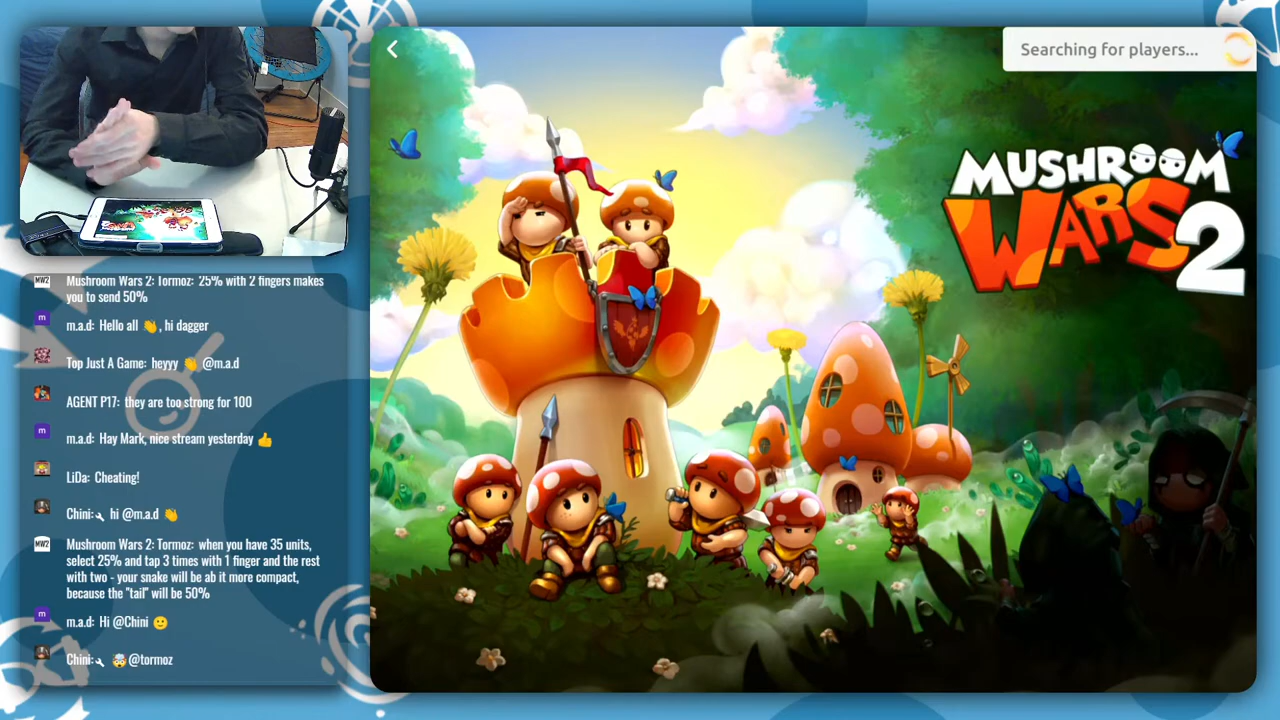 Searching for players...
MUSHROOM
WARS 2
MW2 Mushroom Wars 2: Tormoz: 25% with 2 fingers makes
you to send 50%
m m.a.d: Hello all 👋, hi dagger
Top Just A Game: heyyy 👋 @m.a.d
AGENT P17: they are too strong for 100
m m.a.d: Hay Mark, nice stream yesterday 👍
LiDa: Cheating!
Chini:🔧 hi @m.a.d 👋
MW2 Mushroom Wars 2: Tormoz: when you have 35 units,
select 25% and tap 3 times with 1 finger and the rest
with two - your snake will be ab it more compact,
because the "tail" will be 50%
m m.a.d: Hi @Chini 🙂
Chini:🔧 🤯@tormoz